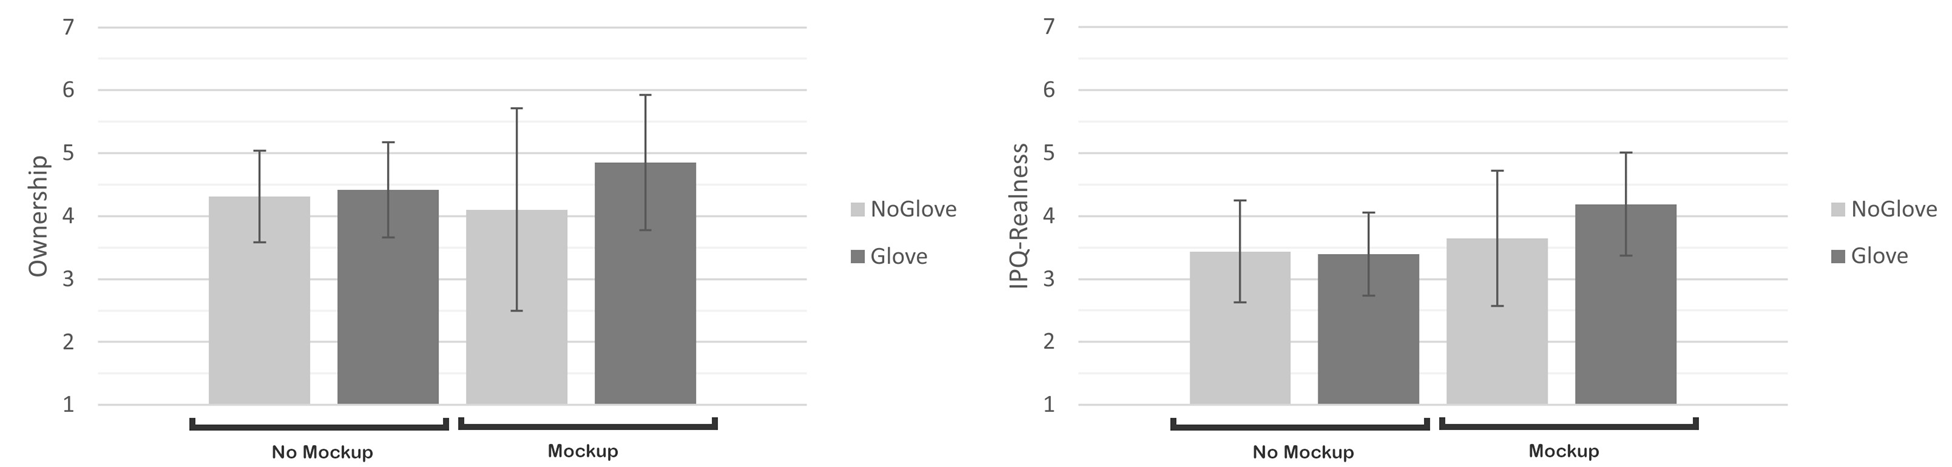 7
6
5
4
3
2
1
Ownership
No Mockup
Mockup
NoGlove
Glove
7
6
5
4
3
2
1
IPQ-Realness
No Mockup
Mockup
NoGlove
Glove